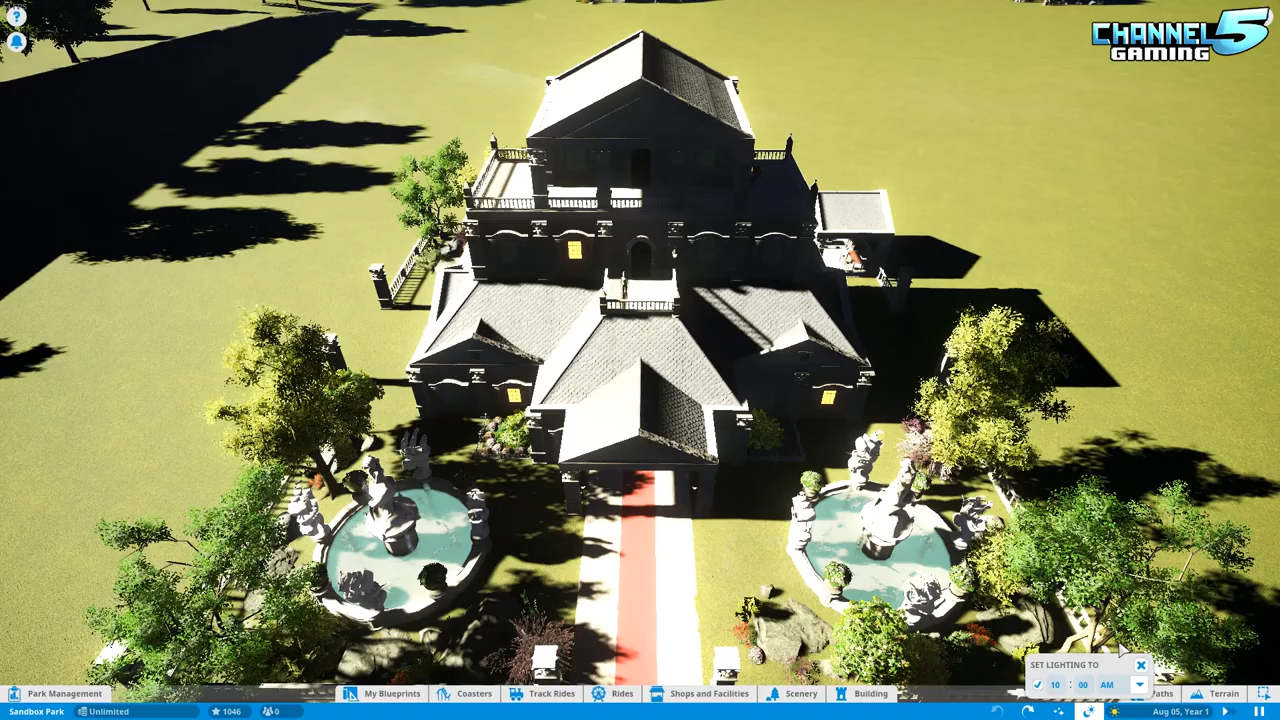 CHANNEL 5
GAMING
SET LIGHTING TO
10 : 00 AM
Park Management
My Blueprints
Coasters
Track Rides
Rides
Shops and Facilities
Scenery
Building
Paths
Terrain
Sandbox Park
Unlimited
1046
0
Aug 05, Year 1